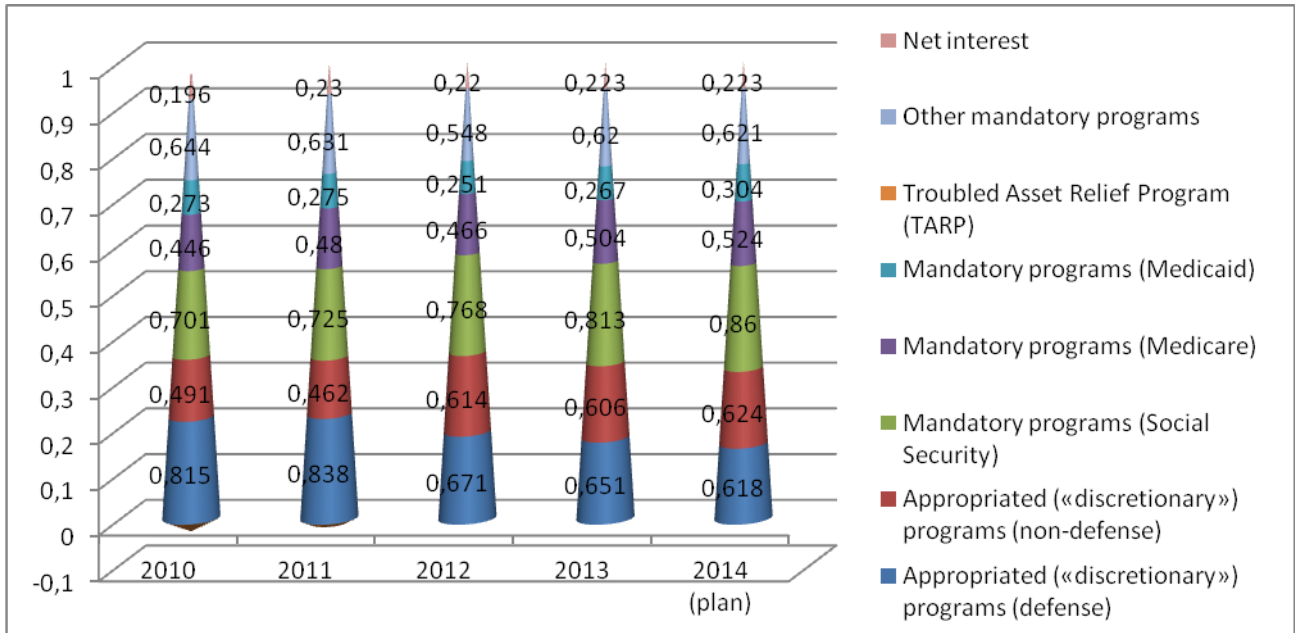 1
0,9
0,8
0,7
0,6
0,5
0,4
0,3
0,2
0,1
0
-0,1
0,196 0,23 0,22 0,223 0,223
0,644 0,631 0,548 0,62 0,621
0,273 0,275 0,251 0,267 0,304
0,446 0,48 0,466 0,504 0,524
0,701 0,725 0,768 0,813 0,86
0,491 0,462 0,614 0,606 0,624
0,815 0,838 0,671 0,651 0,618
2010 2011 2012 2013 2014
(plan)
Net interest
Other mandatory programs
Troubled Asset Relief Program
(TARP)
Mandatory programs (Medicaid)
Mandatory programs (Medicare)
Mandatory programs (Social
Security)
Appropriated («discretionary»)
programs (non-defense)
Appropriated («discretionary»)
programs (defense)